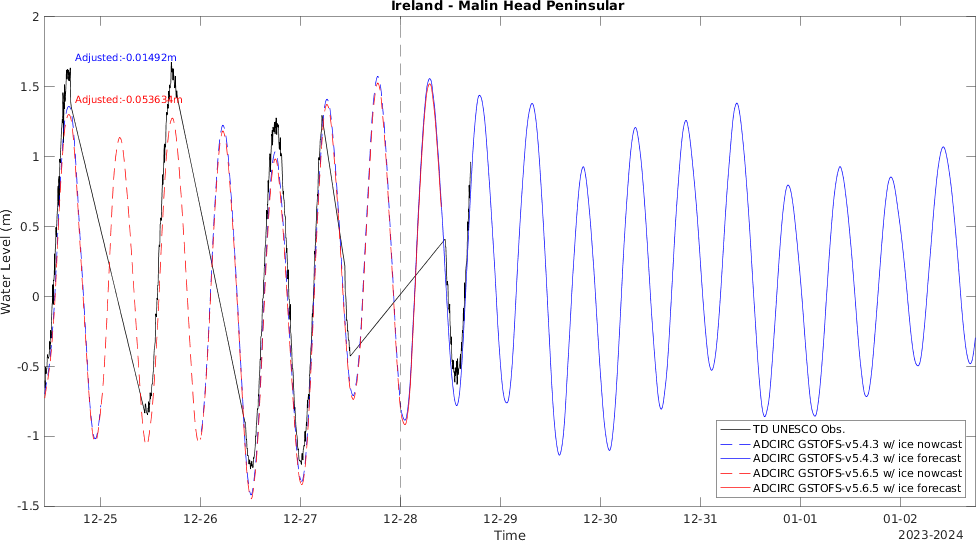 Ireland - Malin Head Peninsular
Adjusted:-0.01492m
Adjusted:-0.053634m
2
1.5
1
0.5
0
-0.5
-1
-1.5
Water Level (m)
12-25
12-26
12-27
12-28
12-29
12-30
12-31
01-01
01-02
Time
2023-2024
TD UNESCO Obs.
ADCIRC GSTOFS-v5.4.3 w/ ice nowcast
ADCIRC GSTOFS-v5.4.3 w/ ice forecast
ADCIRC GSTOFS-v5.6.5 w/ ice nowcast
ADCIRC GSTOFS-v5.6.5 w/ ice forecast